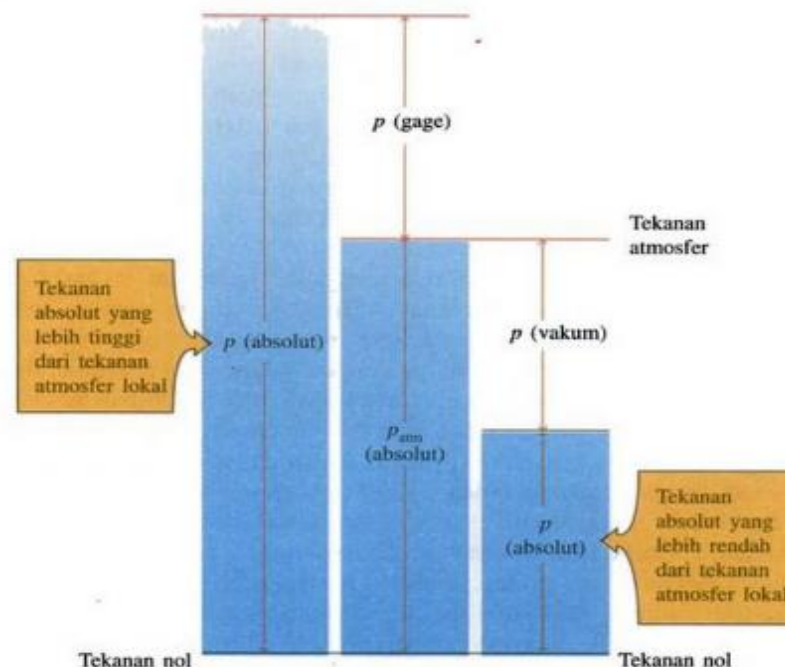 p (gage)
Tekanan
atmosfer
Tekanan
absolut yang
lebih tinggi
dari tekanan
atmosfer lokal
p (absolut)
p (vakum)
p atm
(absolut)
p
(absolut)
Tekanan
absolut yang
lebih rendah
dari tekanan
atmosfer lokal
Tekanan nol
Tekanan nol